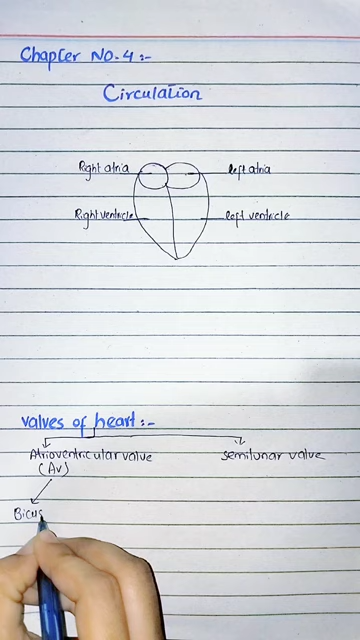 Chapter NO. 4 :-
Circulation
Right atria left atria
Right ventricle left ventricle
valves of heart :-
Atrioventricular valve semilunar valve
(AV)
Bicus